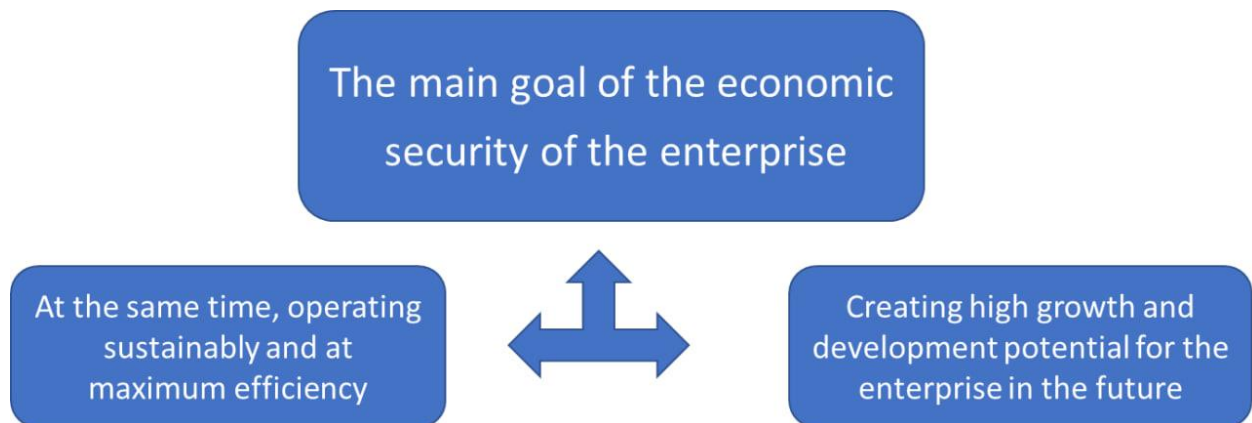 The main goal of the economic
security of the enterprise
At the same time, operating
sustainably and at
maximum efficiency
Creating high growth and
development potential for the
enterprise in the future